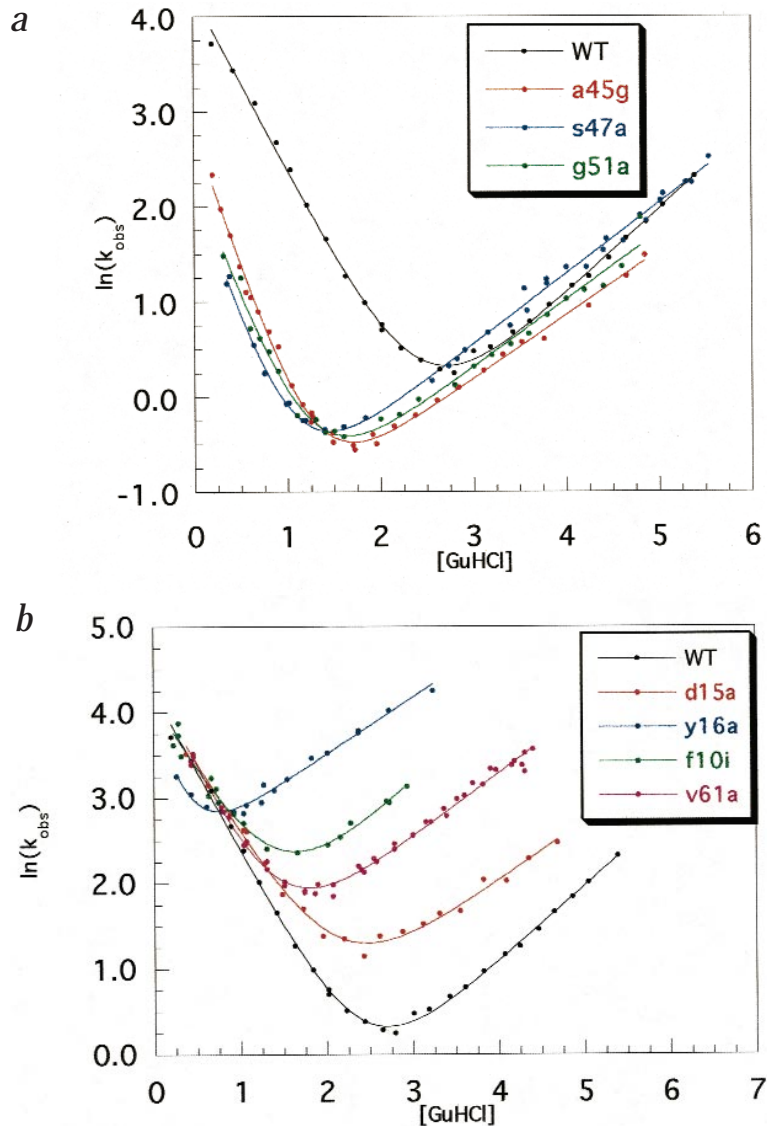 a
4.0
3.0
2.0
1.0
0.0
-1.0
ln(kobs)
WT
a45g
s47a
g51a
0 1 2 3 4 5 6
[GuHCl]
b
5.0
4.0
3.0
2.0
1.0
0.0
ln(kobs)
WT
d15a
y16a
f10i
v61a
0 1 2 3 4 5 6 7
[GuHCl]